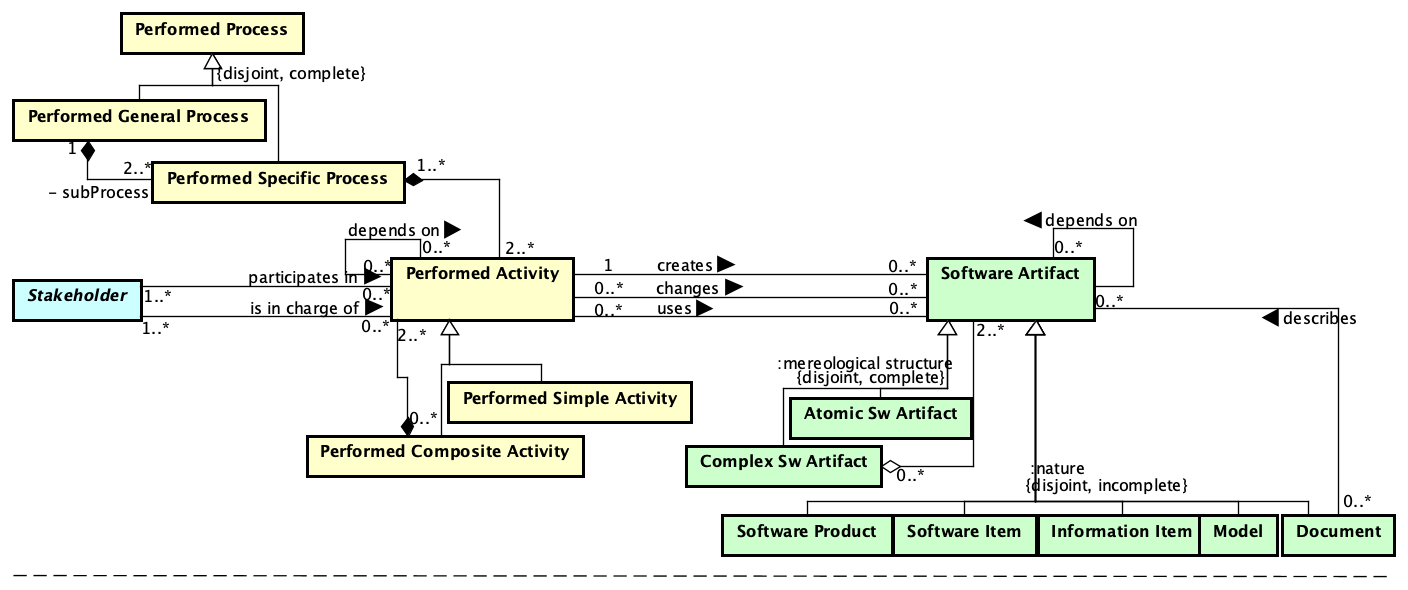 Performed Process
{disjoint, complete}
Performed General Process
1
2..*
- subProcess
Performed Specific Process
1..*
depends on
0..*
2..*
0..*
Performed Activity
participates in
1..*
0..*
Stakeholder
is in charge of
1..*
0..*
creates
1
0..*
changes
0..*
0..*
uses
0..*
0..*
Software Artifact
depends on
0..*
0..*
describes
2..*
2..*
:mereological structure
{disjoint, complete}
Performed Simple Activity
Atomic Sw Artifact
0..*
Performed Composite Activity
Complex Sw Artifact
0..*
:nature
{disjoint, incomplete}
0..*
Software Product
Software Item
Information Item
Model
Document